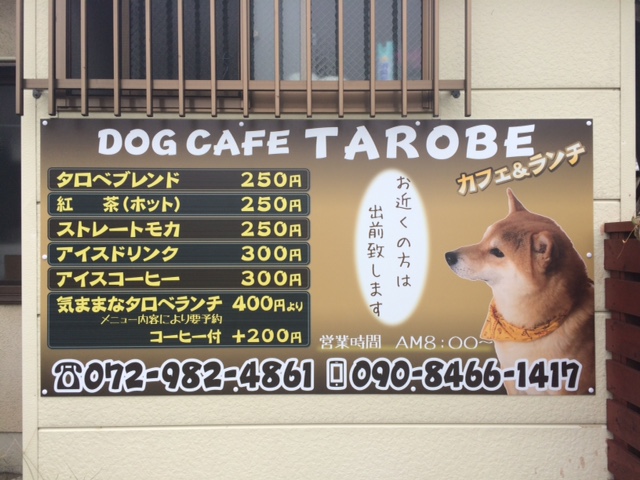 DOG CAFE TAROBE
カフェ&ランチ
タロベブレンド 250円
紅 茶(ホット) 250円
ストレートモカ 250円
アイスドリンク 300円
アイスコーヒー 300円
気ままなタロベランチ 400円より
メニュー内容により要予約
コーヒー付 +200円
お近くの方は
出前致します
営業時間 AM8:00~
☎072-982-4861 📱090-8466-1417